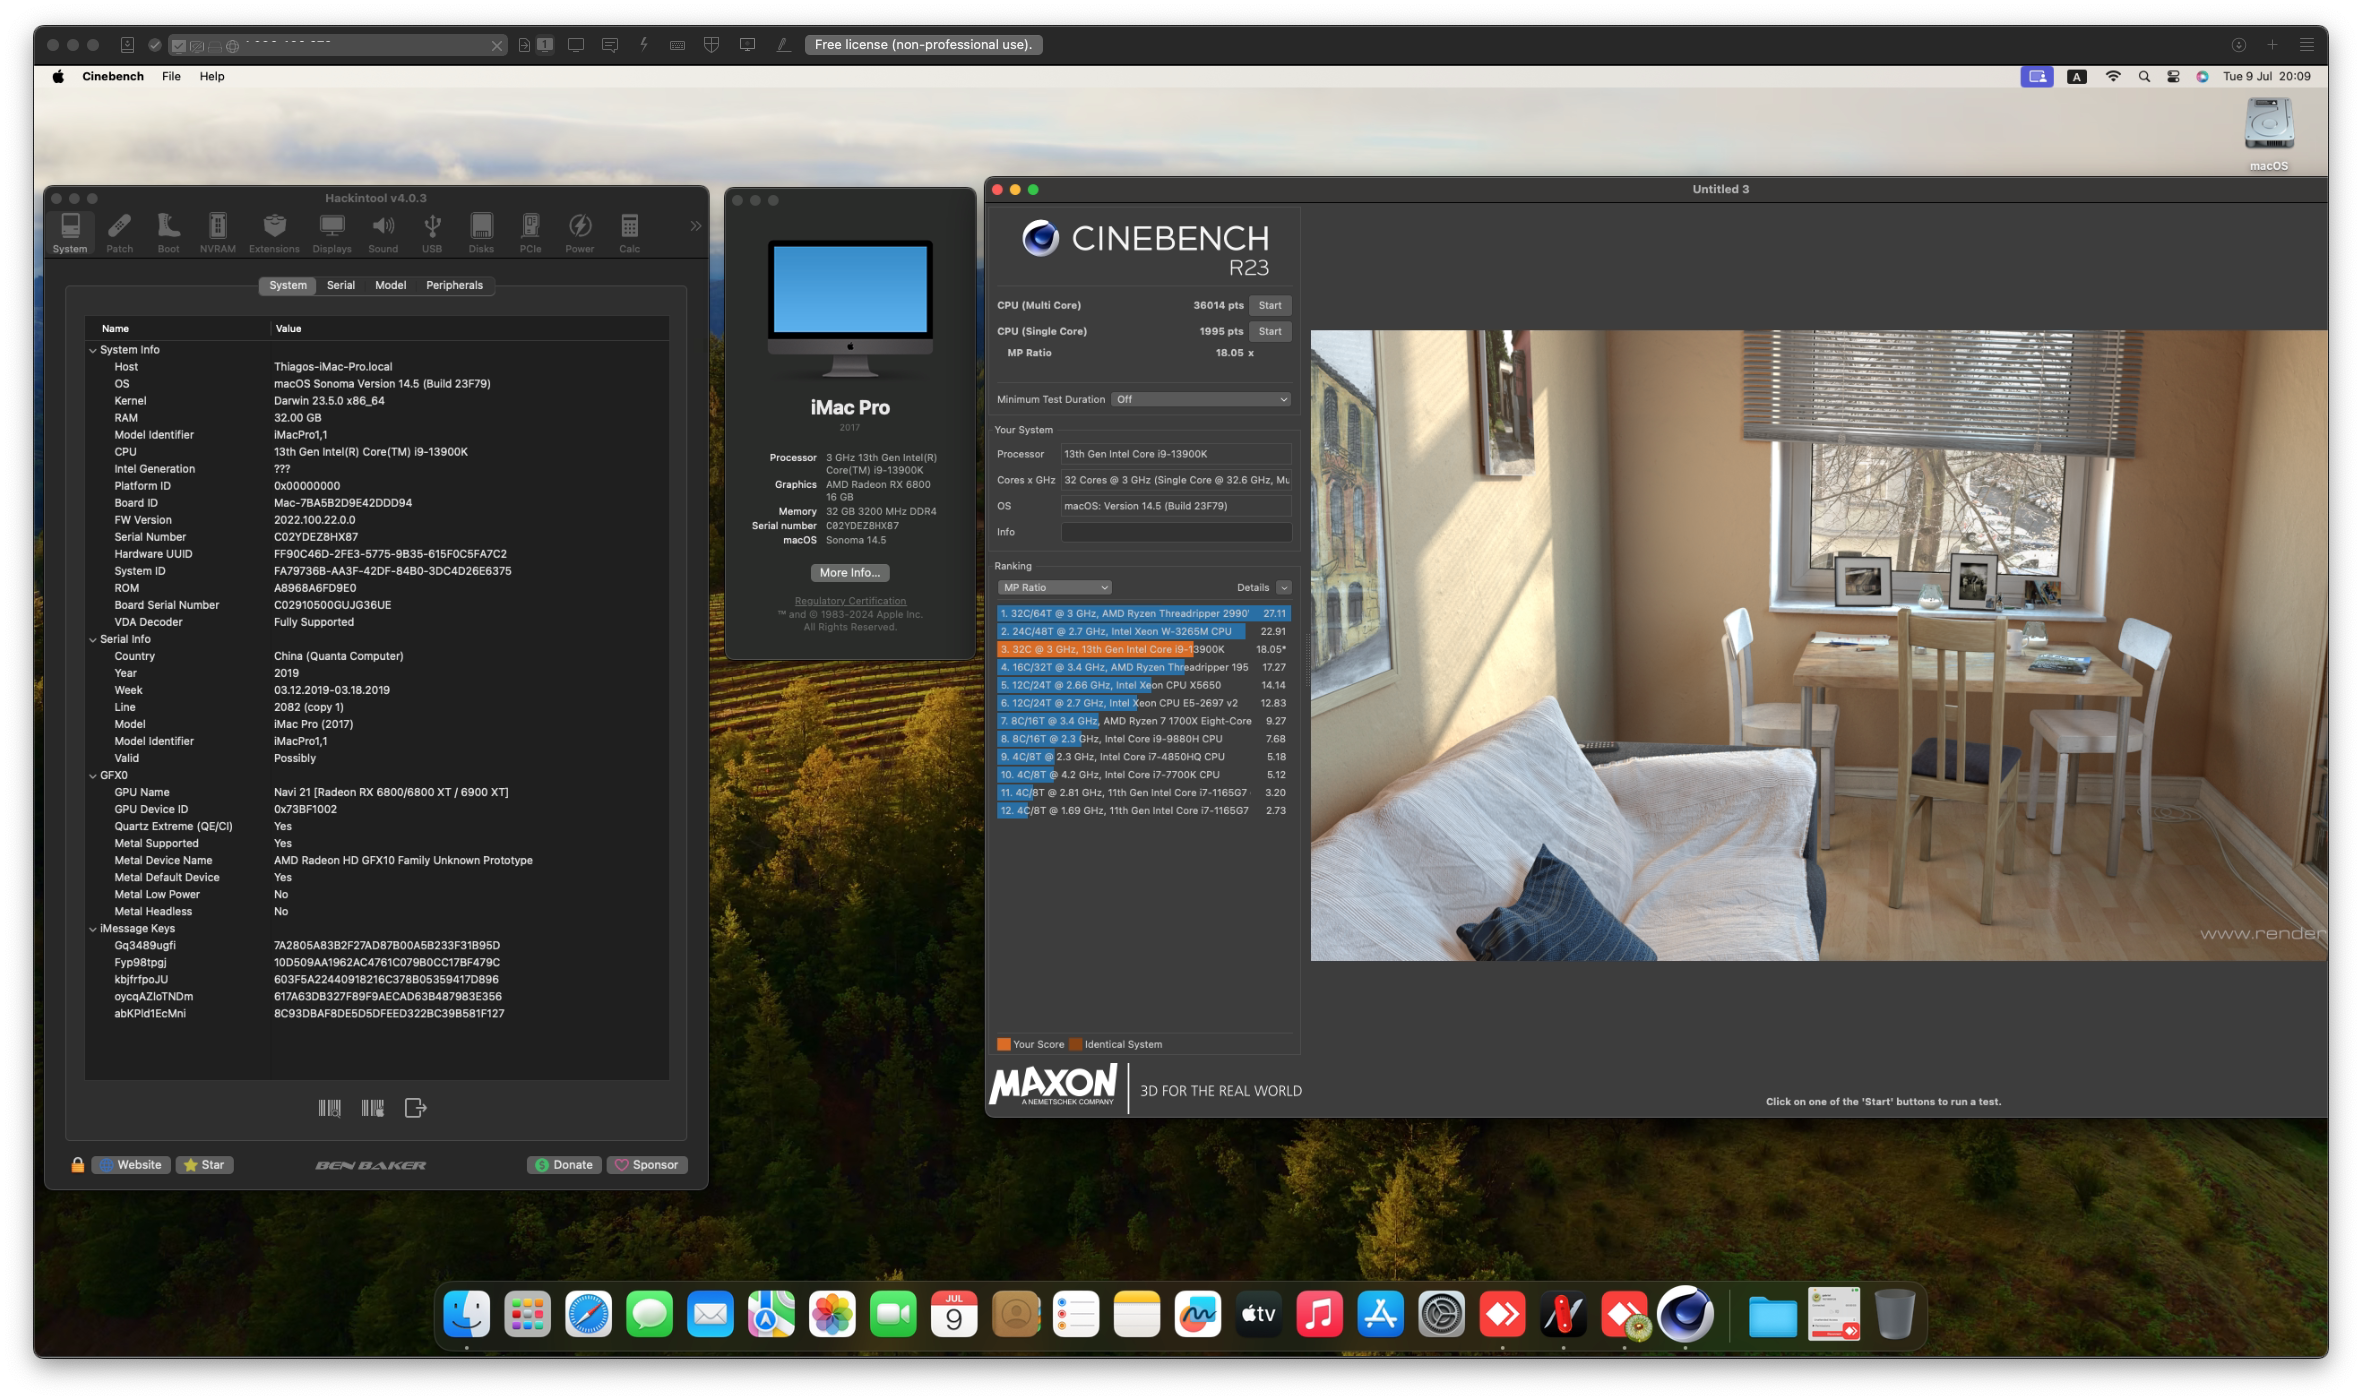 Free license (non-professional use).
Cinebench File Help
A Tue 9 Jul 20:09
macOS
Hackintool v4.0.3
System Patch Boot NVRAM Extensions Displays Sound USB Disks PCIe Power Calc
System Serial Model Peripherals
Name Value
System Info
Host Thiagos-iMac-Pro.local
OS macOS Sonoma Version 14.5 (Build 23F79)
Kernel Darwin 23.5.0 x86_64
RAM 32.00 GB
Model Identifier iMacPro1,1
CPU 13th Gen Intel(R) Core(TM) i9-13900K
Intel Generation ???
Platform ID 0x00000000
Board ID Mac-7BA5B2D9E42DDD94
FW Version 2022.100.22.0.0
Serial Number C02YDEZ8HX87
Hardware UUID FF90C46D-2FE3-5775-9B35-615F0C5FA7C2
System ID FA79736B-AA3F-42DF-84B0-3DC4D26E6375
ROM A8968A6FD9E0
Board Serial Number C02910500GUJG36UE
VDA Decoder Fully Supported
Serial Info
Country China (Quanta Computer)
Year 2019
Week 03.12.2019-03.18.2019
Line 2082 (copy 1)
Model iMac Pro (2017)
Model Identifier iMacPro1,1
Valid Possibly
GFX0
GPU Name Navi 21 [Radeon RX 6800/6800 XT / 6900 XT]
GPU Device ID 0x73BF1002
Quartz Extreme (QE/CI) Yes
Metal Supported Yes
Metal Device Name AMD Radeon HD GFX10 Family Unknown Prototype
Metal Default Device Yes
Metal Low Power No
Metal Headless No
iMessage Keys
Gq3489ugfi 7A2805A83B2F27AD87B00A5B233F31B95D
Fyp98tpgj 10D509AA1962AC4761C079B0CC17BF479C
kbjfrfpoJU 603F5A22440918216C378B05359417D896
oycqAZloTNDm 617A63DB327F89F9AECAD63B487983E356
abKPld1EcMni 8C93DBAF8DE5D5DFEED322BC39B581F127
Website Star BEN BAKER Donate Sponsor
iMac Pro
2017
Processor 3 GHz 13th Gen Intel(R)
Core(TM) i9-13900K
Graphics AMD Radeon RX 6800
16 GB
Memory 32 GB 3200 MHz DDR4
Serial number C02YDEZ8HX87
macOS Sonoma 14.5
More Info...
Regulatory Certification
™ and © 1983-2024 Apple Inc.
All Rights Reserved.
Untitled 3
CINEBENCH
R23
CPU (Multi Core) 36014 pts Start
CPU (Single Core) 1995 pts Start
MP Ratio 18.05 x
Minimum Test Duration Off
Your System
Processor 13th Gen Intel Core i9-13900K
Cores x GHz 32 Cores @ 3 GHz (Single Core @ 32.6 GHz, Mu
OS macOS: Version 14.5 (Build 23F79)
Info
Ranking
MP Ratio Details
1. 32C/64T @ 3 GHz, AMD Ryzen Threadripper 2990 27.11
2. 24C/48T @ 2.7 GHz, Intel Xeon W-3265M CPU 22.91
3. 32C @ 3 GHz, 13th Gen Intel Core i9-13900K 18.05*
4. 16C/32T @ 3.4 GHz, AMD Ryzen Threadripper 195 17.27
5. 12C/24T @ 2.66 GHz, Intel Xeon CPU X5650 14.14
6. 12C/24T @ 2.7 GHz, Intel Xeon CPU E5-2697 v2 12.83
7. 8C/16T @ 3.4 GHz, AMD Ryzen 7 1700X Eight-Core 9.27
8. 8C/16T @ 2.3 GHz, Intel Core i9-9880H CPU 7.68
9. 4C/8T @ 2.3 GHz, Intel Core i7-4850HQ CPU 5.18
10. 4C/8T @ 4.2 GHz, Intel Core i7-7700K CPU 5.12
11. 4C/8T @ 2.81 GHz, 11th Gen Intel Core i7-1165G7 3.20
12. 4C/8T @ 1.69 GHz, 11th Gen Intel Core i7-1165G7 2.73
Your Score Identical System
MAXON
A NEMETSCHEK COMPANY
3D FOR THE REAL WORLD
www.render
Click on one of the 'Start' buttons to run a test.
JUL
9
tv